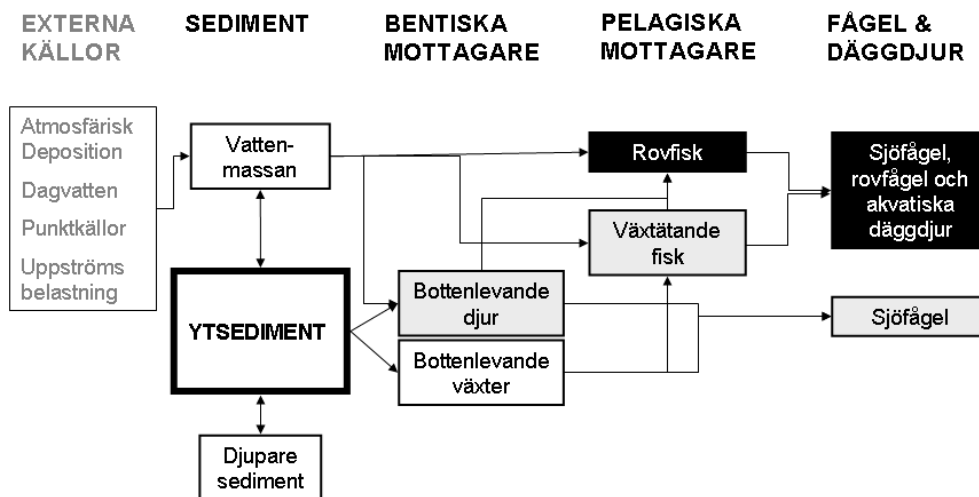 EXTERNA
KÄLLOR
SEDIMENT
BENTISKA
MOTTAGARE
PELAGISKA
MOTTAGARE
FÅGEL &
DÄGGDJUR
Atmosfärisk
Deposition
Dagvatten
Punktkällor
Uppströms
belastning
Vatten-
massan
YTSEDIMENT
Djupare
sediment
Bottenlevande
djur
Bottenlevande
växter
Rovfisk
Växtätande
fisk
Sjöfågel,
rovfågel och
akvatiska
däggdjur
Sjöfågel